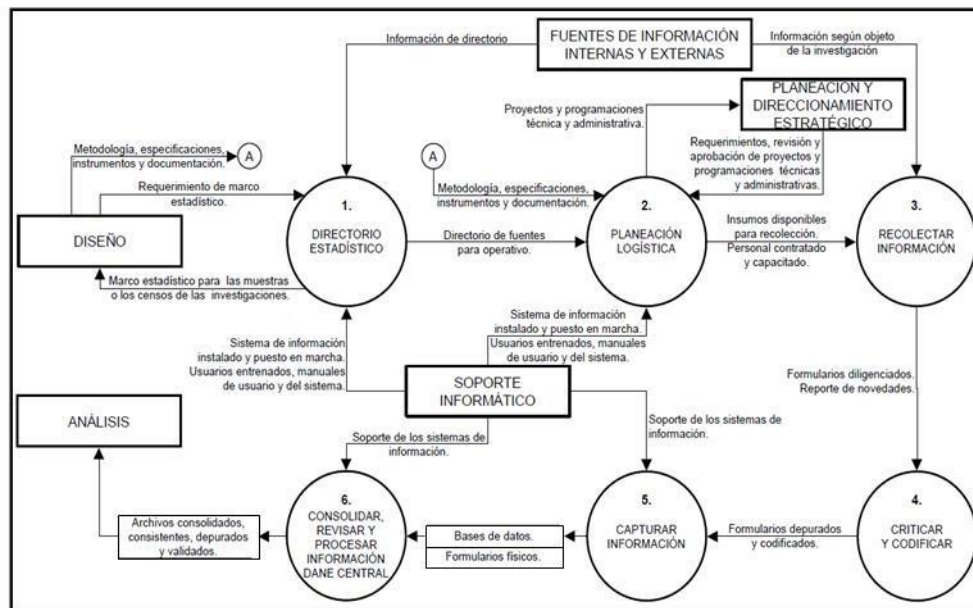 FUENTES DE INFORMACIÓN
INTERNAS Y EXTERNAS
Información de directorio
Información según objeto
de la investigación
PLANEACIÓN Y
DIRECCIONAMIENTO
ESTRATÉGICO
Proyectos y programaciones
técnica y administrativa.
Requerimientos, revisión y
aprobación de proyectos y
programaciones técnicas
y administrativas.
Metodología, especificaciones,
instrumentos y documentación.
A
Requerimiento de marco
estadístico.
DISEÑO
Marco estadístico para las muestras
o los censos de las investigaciones.
1.
DIRECTORIO
ESTADÍSTICO
A
Metodología, especificaciones,
instrumentos y documentación.
Directorio de fuentes
para operativo.
2.
PLANEACIÓN
LOGÍSTICA
Insumos disponibles
para recolección.
Personal contratado
y capacitado.
3.
RECOLECTAR
INFORMACIÓN
Sistema de información
instalado y puesto en marcha.
Usuarios entrenados, manuales
de usuario y del sistema.
Sistema de información
instalado y puesto en marcha.
Usuarios entrenados, manuales
de usuario y del sistema.
SOPORTE
INFORMÁTICO
Formularios diligenciados.
Reporte de novedades.
ANÁLISIS
Soporte de los sistemas de
información.
Soporte de los sistemas de
información.
6.
CONSOLIDAR,
REVISAR Y
PROCESAR
INFORMACIÓN
DANE CENTRAL
Archivos consolidados,
consistentes, depurados
y validados.
Bases de datos.
Formularios físicos.
5.
CAPTURAR
INFORMACIÓN
Formularios depurados
y codificados.
4.
CRITICAR
Y CODIFICAR